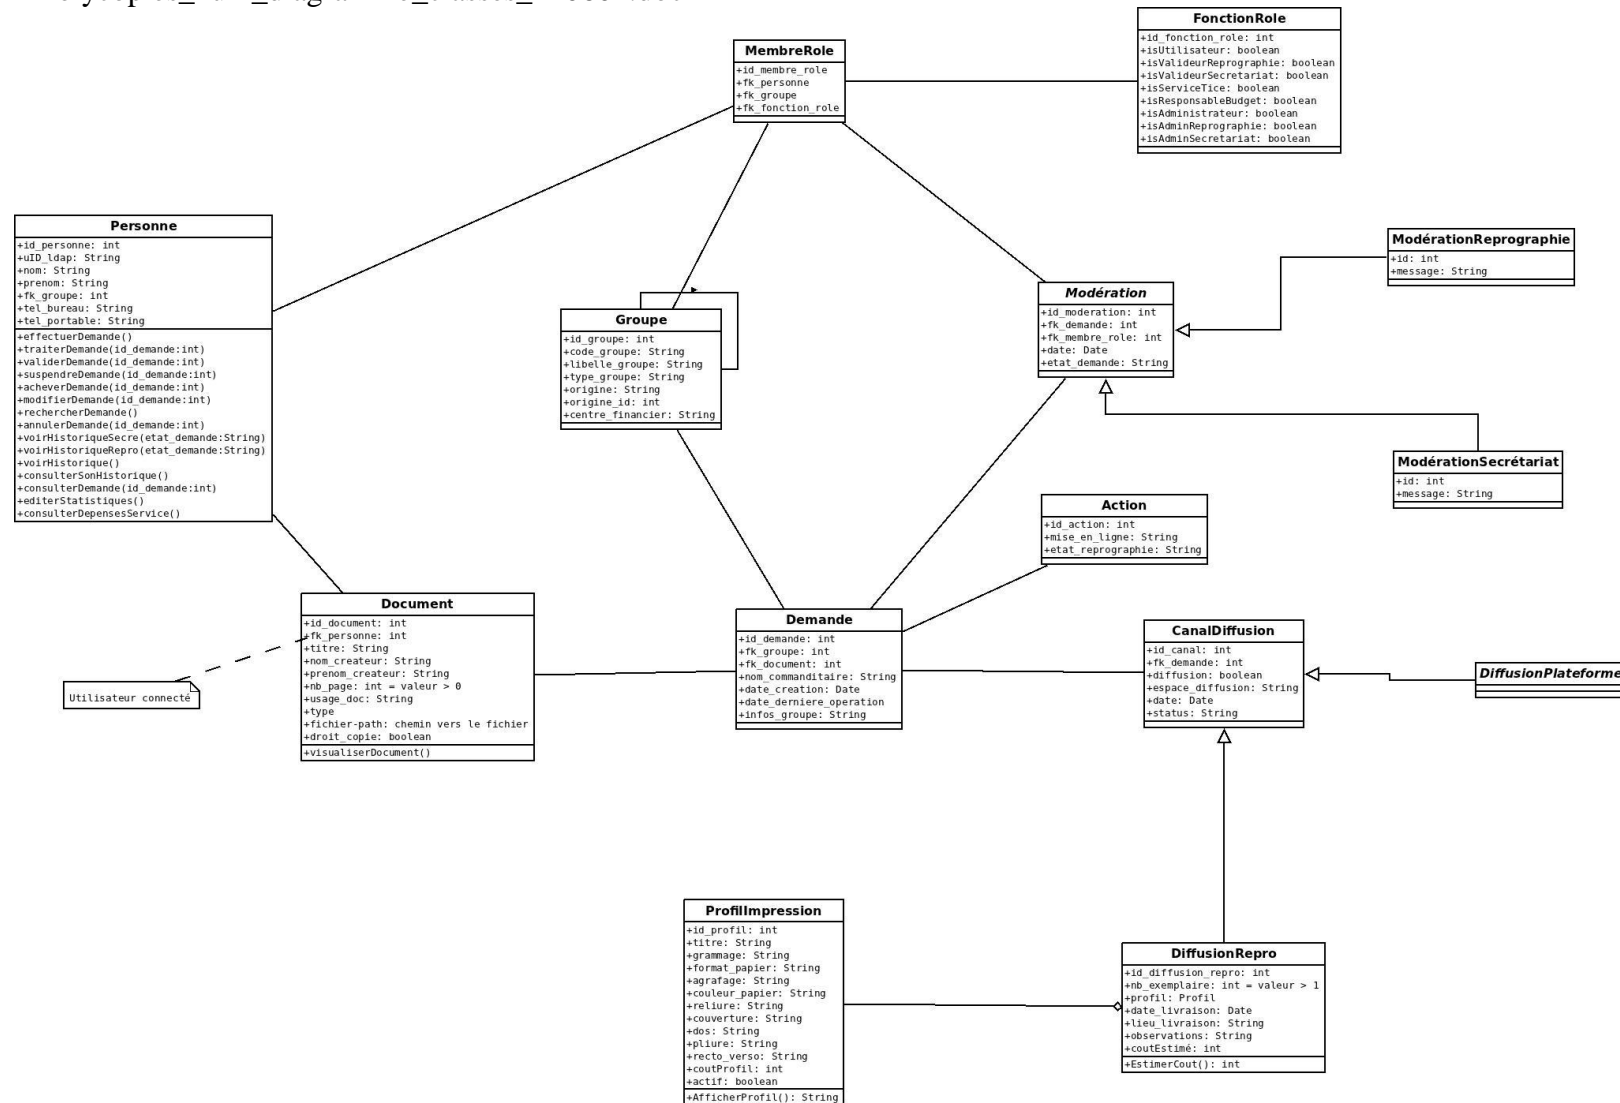 FonctionRole
+id_fonction_role: int
+isUtilisateur: boolean
+isValideurReprographie: boolean
+isValideurSecretariat: boolean
+isServiceTice: boolean
+isResponsableBudget: boolean
+isAdministrateur: boolean
+isAdminReprographie: boolean
+isAdminSecretariat: boolean
MembreRole
+id_membre_role
+fk_personne
+fk_groupe
+fk_fonction_role
Personne
+id_personne: int
+uID_ldap: String
+nom: String
+prenom: String
+fk_groupe: int
+tel_bureau: String
+tel_portable: String
+effectuerDemande()
+traiterDemande(id_demande:int)
+validerDemande(id_demande:int)
+suspendreDemande(id_demande:int)
+acheverDemande(id_demande:int)
+modifierDemande(id_demande:int)
+rechercherDemande()
+annulerDemande(id_demande:int)
+voirHistoriqueSecre(etat_demande:String)
+voirHistoriqueRepro(etat_demande:String)
+voirHistorique()
+consulterSonHistorique()
+consulterDemande(id_demande:int)
+editerStatistiques()
+consulterDepensesService()
ModérationReprographie
+id: int
+message: String
Modération
+id_moderation: int
+fk_demande: int
+fk_membre_role: int
+date: Date
+etat_demande: String
Groupe
+id_groupe: int
+code_groupe: String
+libelle_groupe: String
+type_groupe: String
+origine: String
+origine_id: int
+centre_financier: String
ModérationSecrétariat
+id: int
+message: String
Action
+id_action: int
+mise_en_ligne: String
+etat_reprographie: String
Document
+id_document: int
+fk_personne: int
+titre: String
+nom_createur: String
+prenom_createur: String
+nb_page: int = valeur > 0
+usage_doc: String
+type
+fichier-path: chemin vers le fichier
+droit_copie: boolean
+visualiserDocument()
Utilisateur connecté
Demande
+id_demande: int
+fk_groupe: int
+fk_document: int
+nom_commanditaire: String
+date_creation: Date
+date_derniere_operation
+infos_groupe: String
CanalDiffusion
+id_canal: int
+fk_demande: int
+diffusion: boolean
+espace_diffusion: String
+date: Date
+status: String
DiffusionPlateforme
ProfilImpression
+id_profil: int
+titre: String
+grammage: String
+format_papier: String
+agrafage: String
+couleur_papier: String
+reliure: String
+couverture: String
+dos: String
+pliure: String
+recto_verso: String
+coutProfil: int
+actif: boolean
+AfficherProfil(): String
DiffusionRepro
+id_diffusion_repro: int
+nb_exemplaire: int = valeur > 1
+profil: Profil
+date_livraison: Date
+lieu_livraison: String
+observations: String
+coutEstimé: int
+EstimerCout(): int